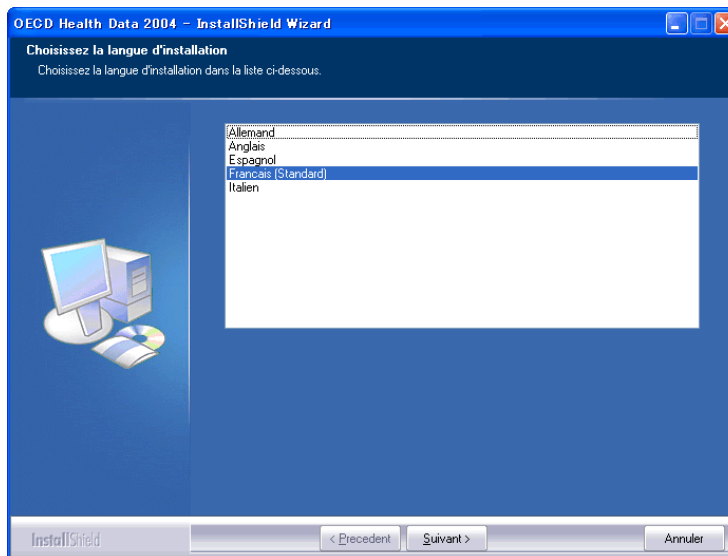 OECD Health Data 2004 - InstallShield Wizard
Choisissez la langue d'installation
Choisissez la langue d'installation dans la liste ci-dessous.
Allemand
Anglais
Espagnol
Francais (Standard)
Italien
InstallShield
< Precedent
Suivant >
Annuler